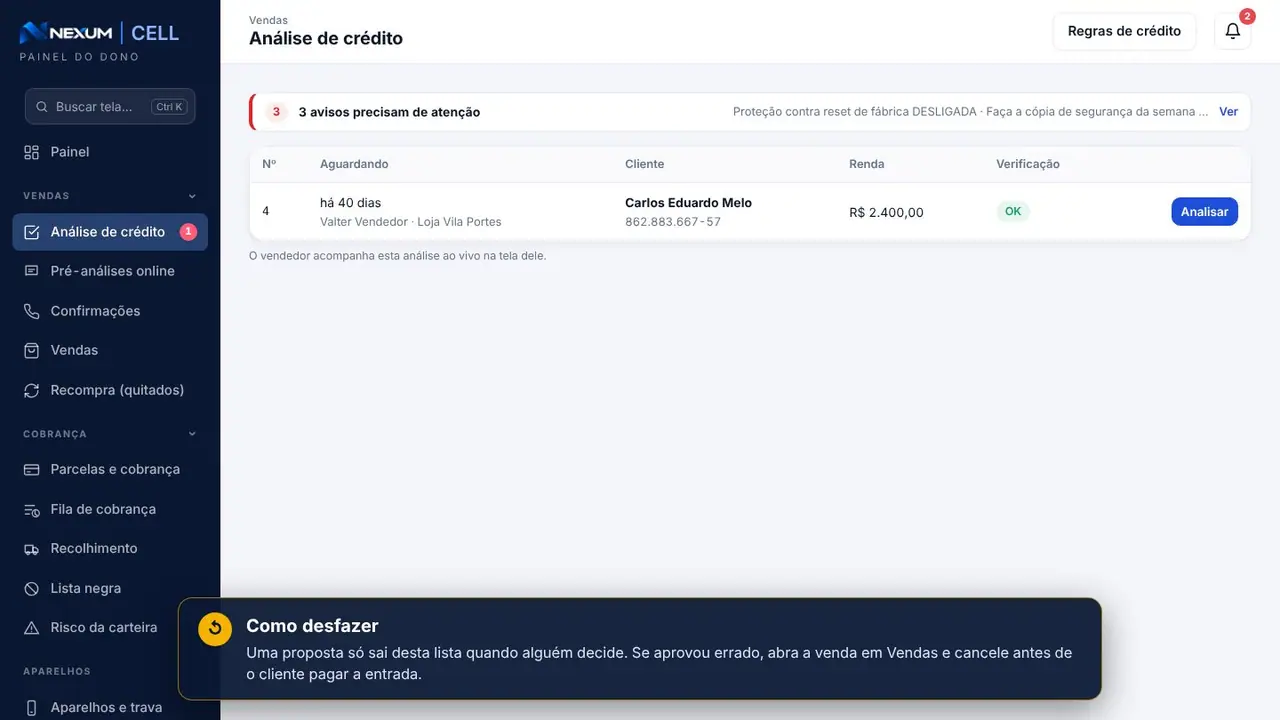 NEXUM | CELL
PAINEL DO DONO
Buscar tela... Ctrl K
Painel
VENDAS
Análise de crédito 1
Pré-análises online
Confirmações
Vendas
Recompra (quitados)
COBRANÇA
Parcelas e cobrança
Fila de cobrança
Recolhimento
Lista negra
Risco da carteira
APARELHOS
Aparelhos e trava
Vendas
Análise de crédito
Regras de crédito
2
3 3 avisos precisam de atenção Proteção contra reset de fábrica DESLIGADA · Faça a cópia de segurança da semana ... Ver
Nº Aguardando Cliente Renda Verificação
4 há 40 dias Carlos Eduardo Melo R$ 2.400,00 OK Analisar
Valter Vendedor · Loja Vila Portes 862.883.667-57
O vendedor acompanha esta análise ao vivo na tela dele.
Como desfazer
Uma proposta só sai desta lista quando alguém decide. Se aprovou errado, abra a venda em Vendas e cancele antes de
o cliente pagar a entrada.